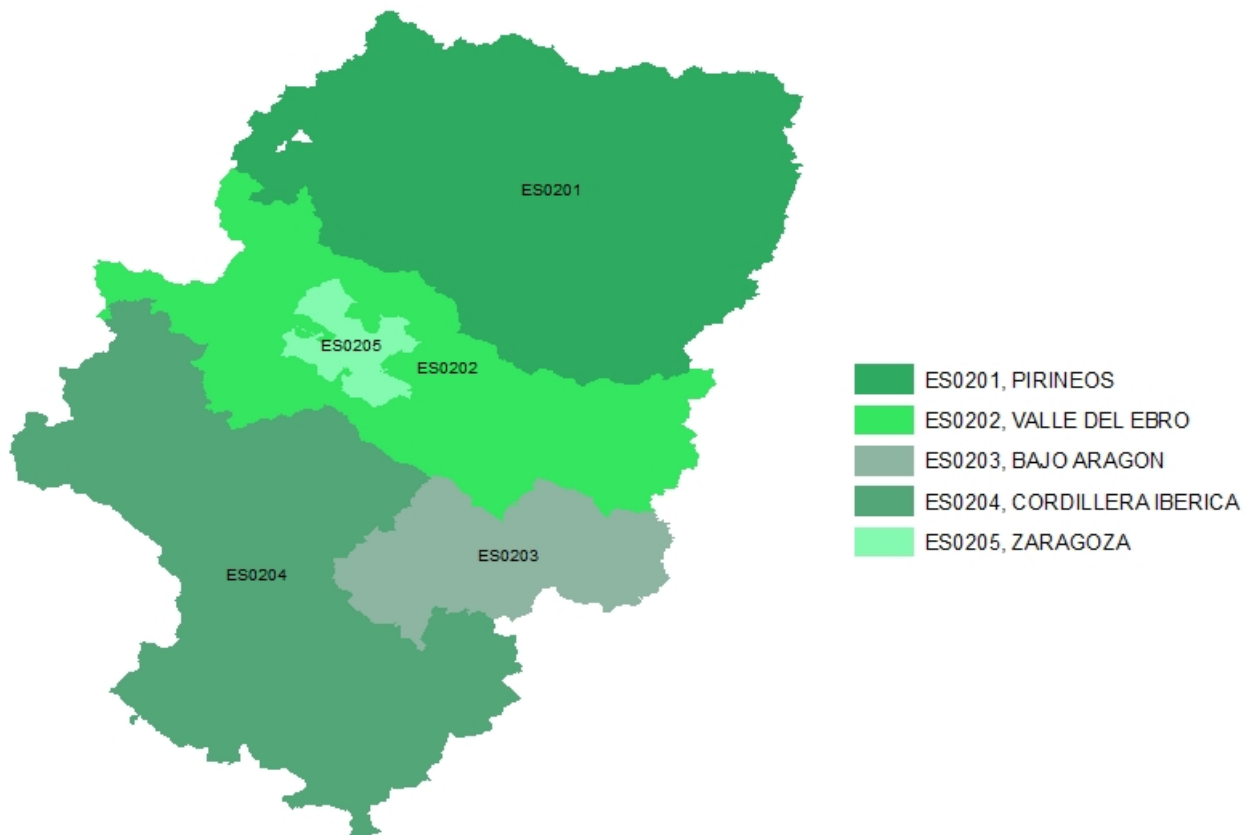 ES0201
ES0205
ES0202
ES0203
ES0204
ES0201, PIRINEOS
ES0202, VALLE DEL EBRO
ES0203, BAJO ARAGON
ES0204, CORDILLERA IBERICA
ES0205, ZARAGOZA